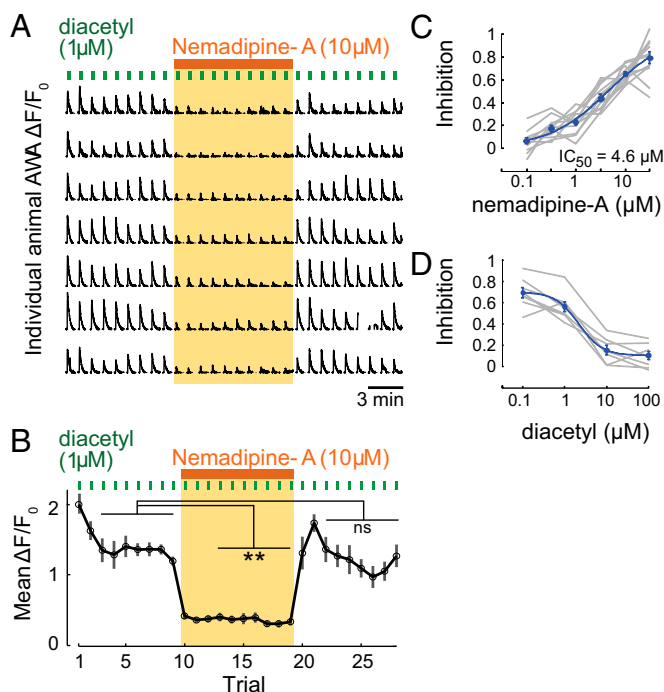 A
diacetyl
(1µM)
Nemadipine- A (10µM)
Individual animal AWA ΔF/F0
3 min
B
diacetyl
(1µM)
Nemadipine- A (10µM)
Mean ΔF/F0
2
1
0
**
ns
1 5 10 15 20 25
Trial
C
Inhibition
1
0.8
0.6
0.4
0.2
0
IC50 = 4.6 µM
0.1 1 10
nemadipine-A (µM)
D
Inhibition
1
0.8
0.6
0.4
0.2
0
0.1 1 10 100
diacetyl (µM)